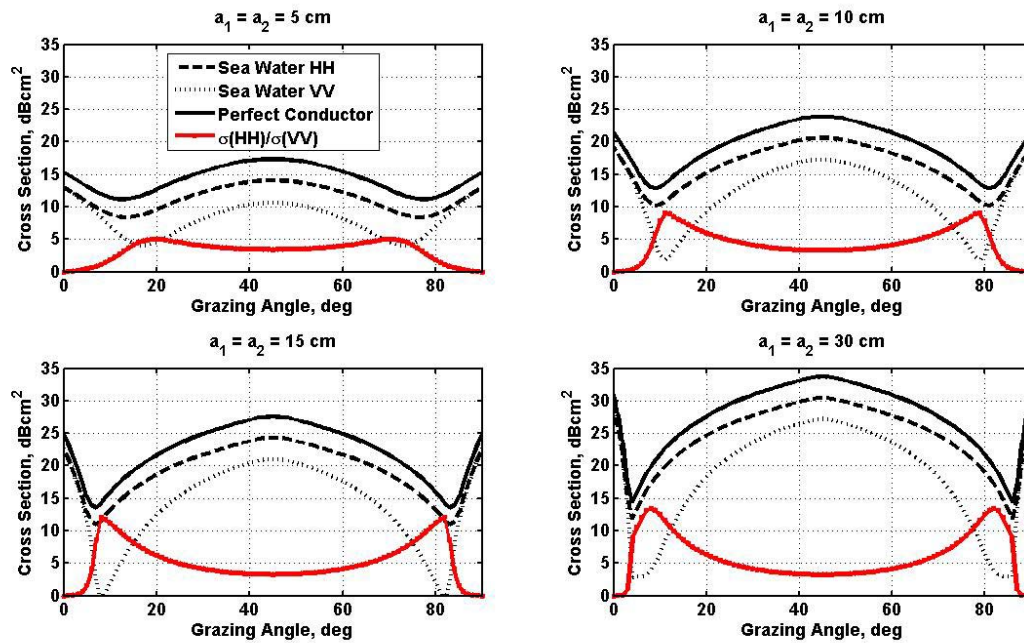 a1 = a2 = 5 cm
35
30
25
20
15
10
5
0
Cross Section, dBcm2
Sea Water HH
Sea Water VV
Perfect Conductor
σ(HH)/σ(VV)
0 20 40 60 80
Grazing Angle, deg
a1 = a2 = 10 cm
35
30
25
20
15
10
5
0
Cross Section, dBcm2
0 20 40 60 80
Grazing Angle, deg
a1 = a2 = 15 cm
35
30
25
20
15
10
5
0
Cross Section, dBcm2
0 20 40 60 80
Grazing Angle, deg
a1 = a2 = 30 cm
35
30
25
20
15
10
5
0
Cross Section, dBcm2
0 20 40 60 80
Grazing Angle, deg